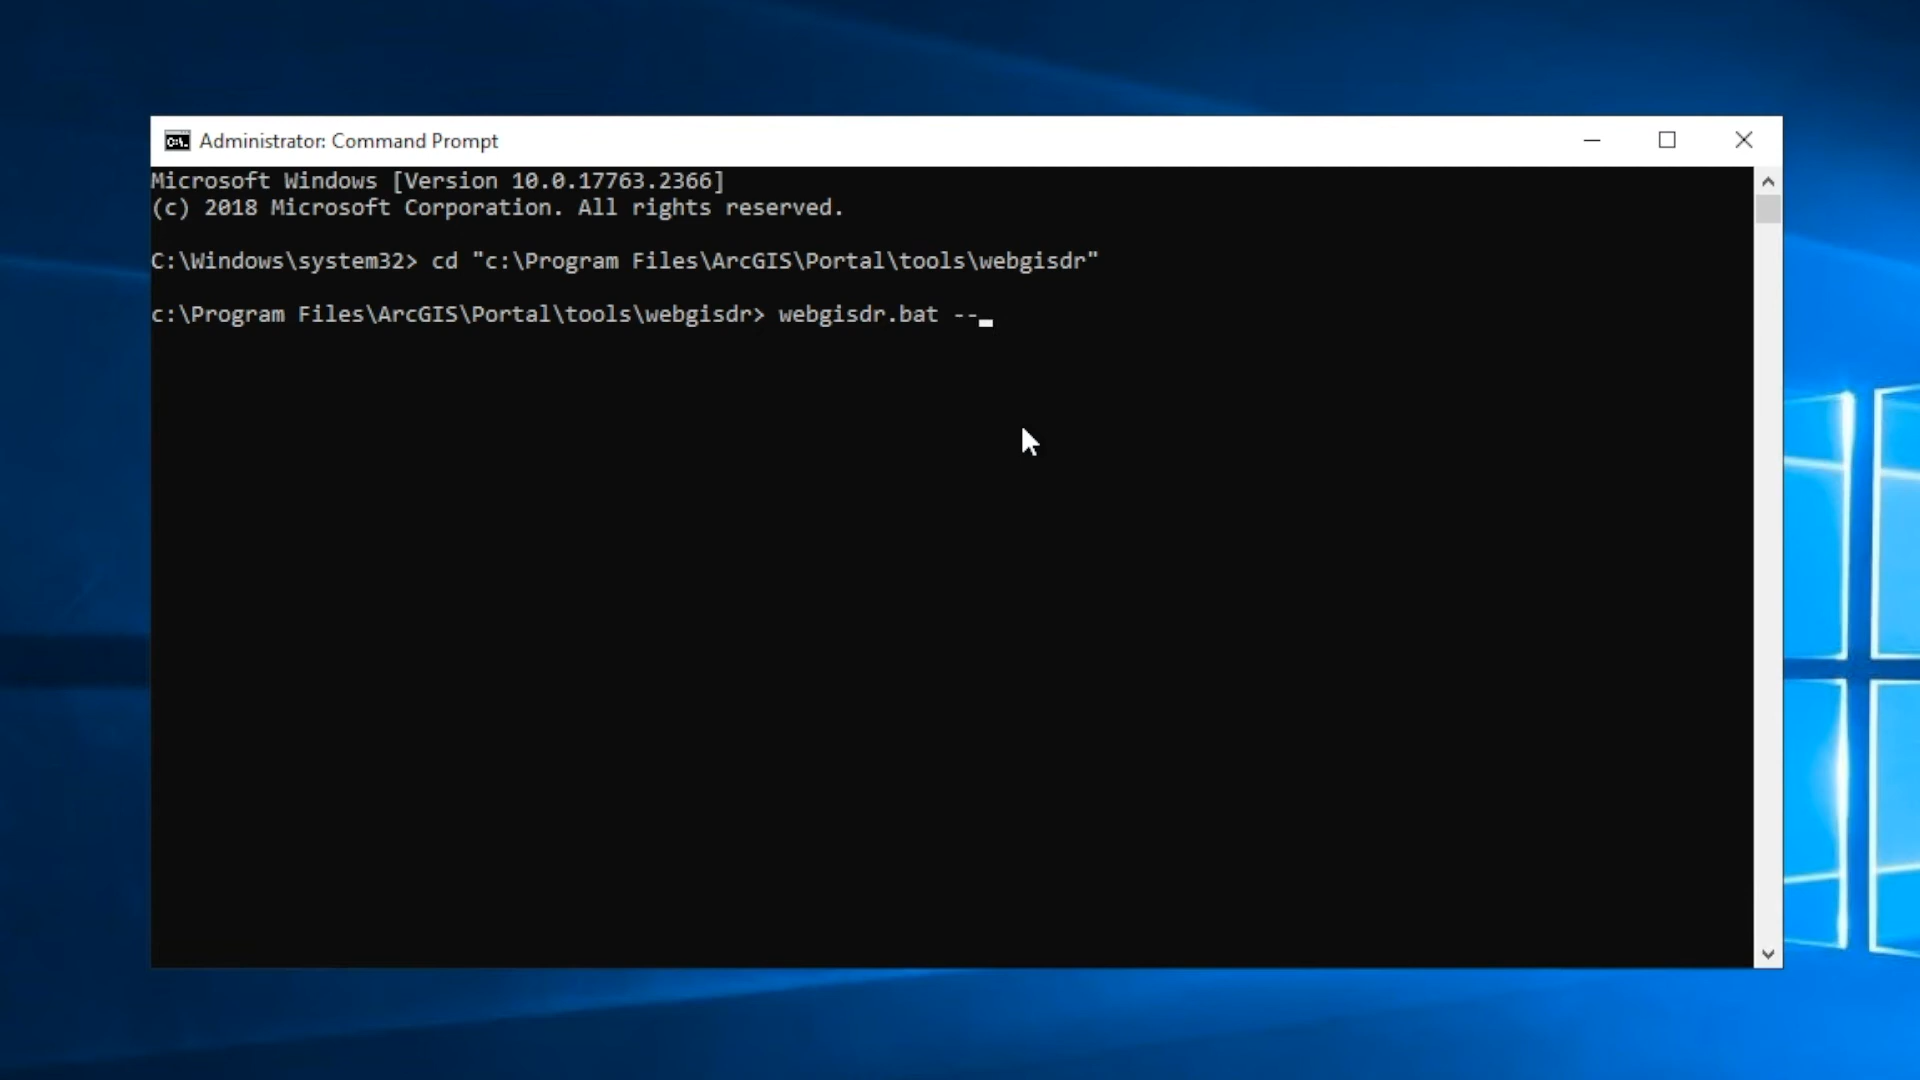 Administrator: Command Prompt
Microsoft Windows [Version 10.0.17763.2366]
(c) 2018 Microsoft Corporation. All rights reserved.
C:\Windows\system32> cd "c:\Program Files\ArcGIS\Portal\tools\webgisdr"
c:\Program Files\ArcGIS\Portal\tools\webgisdr> webgisdr.bat --